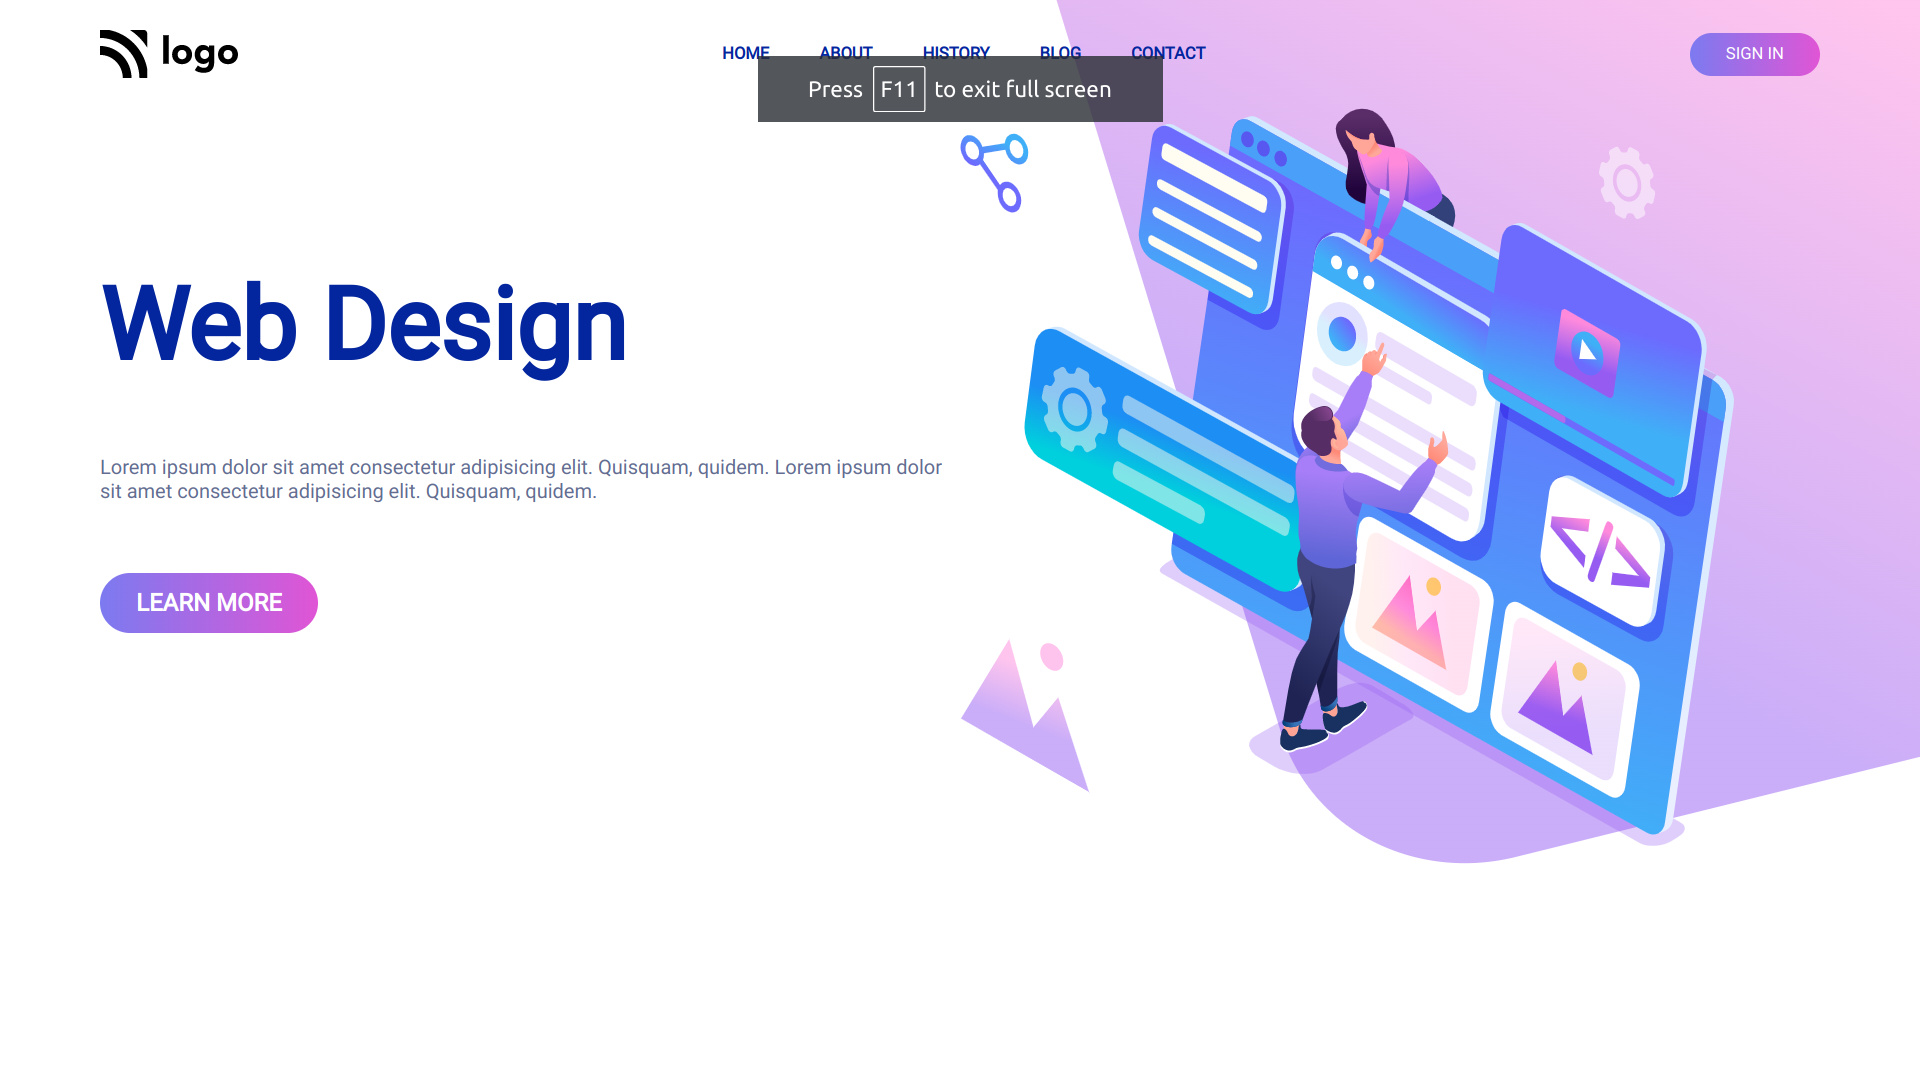 logo
HOME ABOUT HISTORY BLOG CONTACT
SIGN IN
Press F11 to exit full screen
Web Design
Lorem ipsum dolor sit amet consectetur adipisicing elit. Quisquam, quidem. Lorem ipsum dolor
sit amet consectetur adipisicing elit. Quisquam, quidem.
LEARN MORE
</>